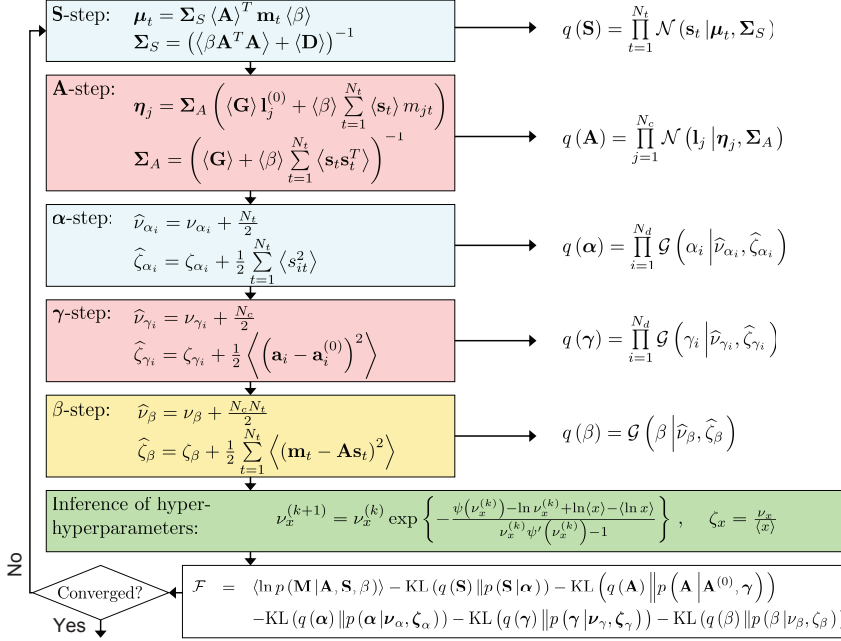 S-step: μ_t = Σ_S ⟨A⟩^T m_t ⟨β⟩
Σ_S = (⟨βA^T A⟩ + ⟨D⟩)^{-1}
q (S) = ∏_{t=1}^{N_t} 𝒩 (s_t |μ_t, Σ_S)
A-step:
η_j = Σ_A (⟨G⟩ l_j^{(0)} + ⟨β⟩ ∑_{t=1}^{N_t} ⟨s_t⟩ m_{jt})
Σ_A = (⟨G⟩ + ⟨β⟩ ∑_{t=1}^{N_t} ⟨s_t s_t^T⟩)^{-1}
q (A) = ∏_{j=1}^{N_c} 𝒩 (l_j |η_j, Σ_A)
α-step: ν̂_{α_i} = ν_{α_i} + N_t/2
ζ̂_{α_i} = ζ_{α_i} + 1/2 ∑_{t=1}^{N_t} ⟨s_{it}^2⟩
q (α) = ∏_{i=1}^{N_d} 𝒢 (α_i |ν̂_{α_i}, ζ̂_{α_i})
γ-step: ν̂_{γ_i} = ν_{γ_i} + N_c/2
ζ̂_{γ_i} = ζ_{γ_i} + 1/2 ⟨(a_i − a_i^{(0)})^2⟩
q (γ) = ∏_{i=1}^{N_d} 𝒢 (γ_i |ν̂_{γ_i}, ζ̂_{γ_i})
β-step: ν̂_β = ν_β + N_c N_t/2
ζ̂_β = ζ_β + 1/2 ∑_{t=1}^{N_t} ⟨(m_t − As_t)^2⟩
q (β) = 𝒢 (β |ν̂_β, ζ̂_β)
Inference of hyper-
hyperparameters: ν_x^{(k+1)} = ν_x^{(k)} exp {−(ψ(ν_x^{(k)})−ln ν_x^{(k)}+ln⟨x⟩−⟨ln x⟩)/(ν_x^{(k)} ψ′(ν_x^{(k)})−1)} , ζ_x = ν_x/⟨x⟩
No
Converged?
Yes
ℱ = ⟨ln p (M |A, S, β)⟩ − KL (q (S) ||p (S |α)) − KL (q (A) ||p (A |A^{(0)}, γ))
−KL (q (α) ||p (α |ν_α, ζ_α)) − KL (q (γ) ||p (γ |ν_γ, ζ_γ)) − KL (q (β) ||p (β |ν_β, ζ_β))